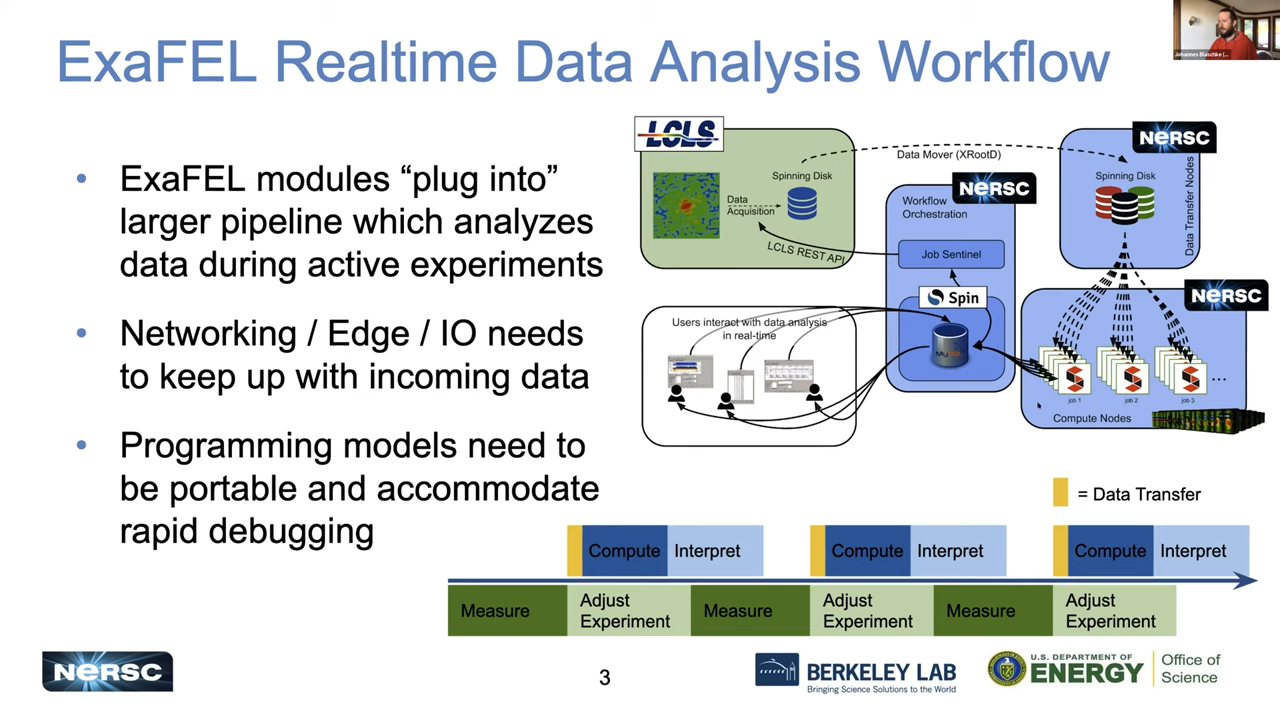 ExaFEL Realtime Data Analysis Workflow
Johannes Blaschke (...
• ExaFEL modules “plug into”
larger pipeline which analyzes
data during active experiments
• Networking / Edge / IO needs
to keep up with incoming data
• Programming models need to
be portable and accommodate
rapid debugging
LCLS
Spinning Disk
Data
Acquisition
LCLS REST API
Data Mover (XRootD)
NERSC
Workflow
Orchestration
Job Sentinel
Spin
MySQL
NERSC
Spinning Disk
Data Transfer Nodes
NERSC
job 1
job 2
job 3
...
Compute Nodes
Users interact with data analysis
in real-time
= Data Transfer
Compute
Interpret
Compute
Interpret
Compute
Interpret
Measure
Adjust
Experiment
Measure
Adjust
Experiment
Measure
Adjust
Experiment
NERSC
3
BERKELEY LAB
Bringing Science Solutions to the World
U.S. DEPARTMENT OF
ENERGY
Office of
Science